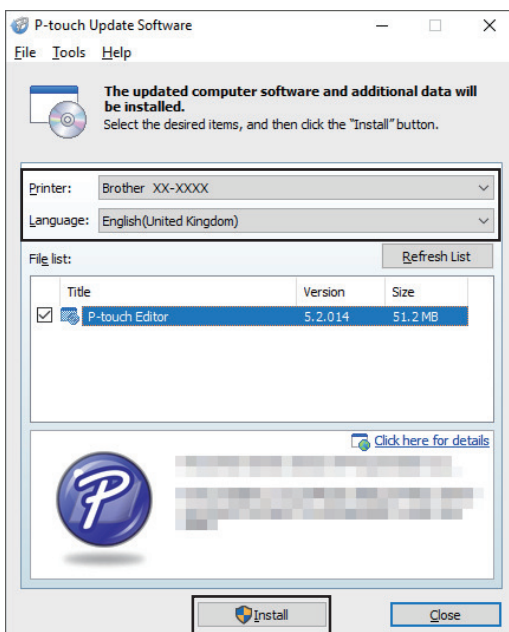 P-touch Update Software
File Tools Help
The updated computer software and additional data will
be installed.
Select the desired items, and then click the "Install" button.
Printer: Brother XX-XXXX
Language: English(United Kingdom)
File list: Refresh List
Title Version Size
P-touch Editor 5.2.014 51.2 MB
Click here for details
P
Install Close